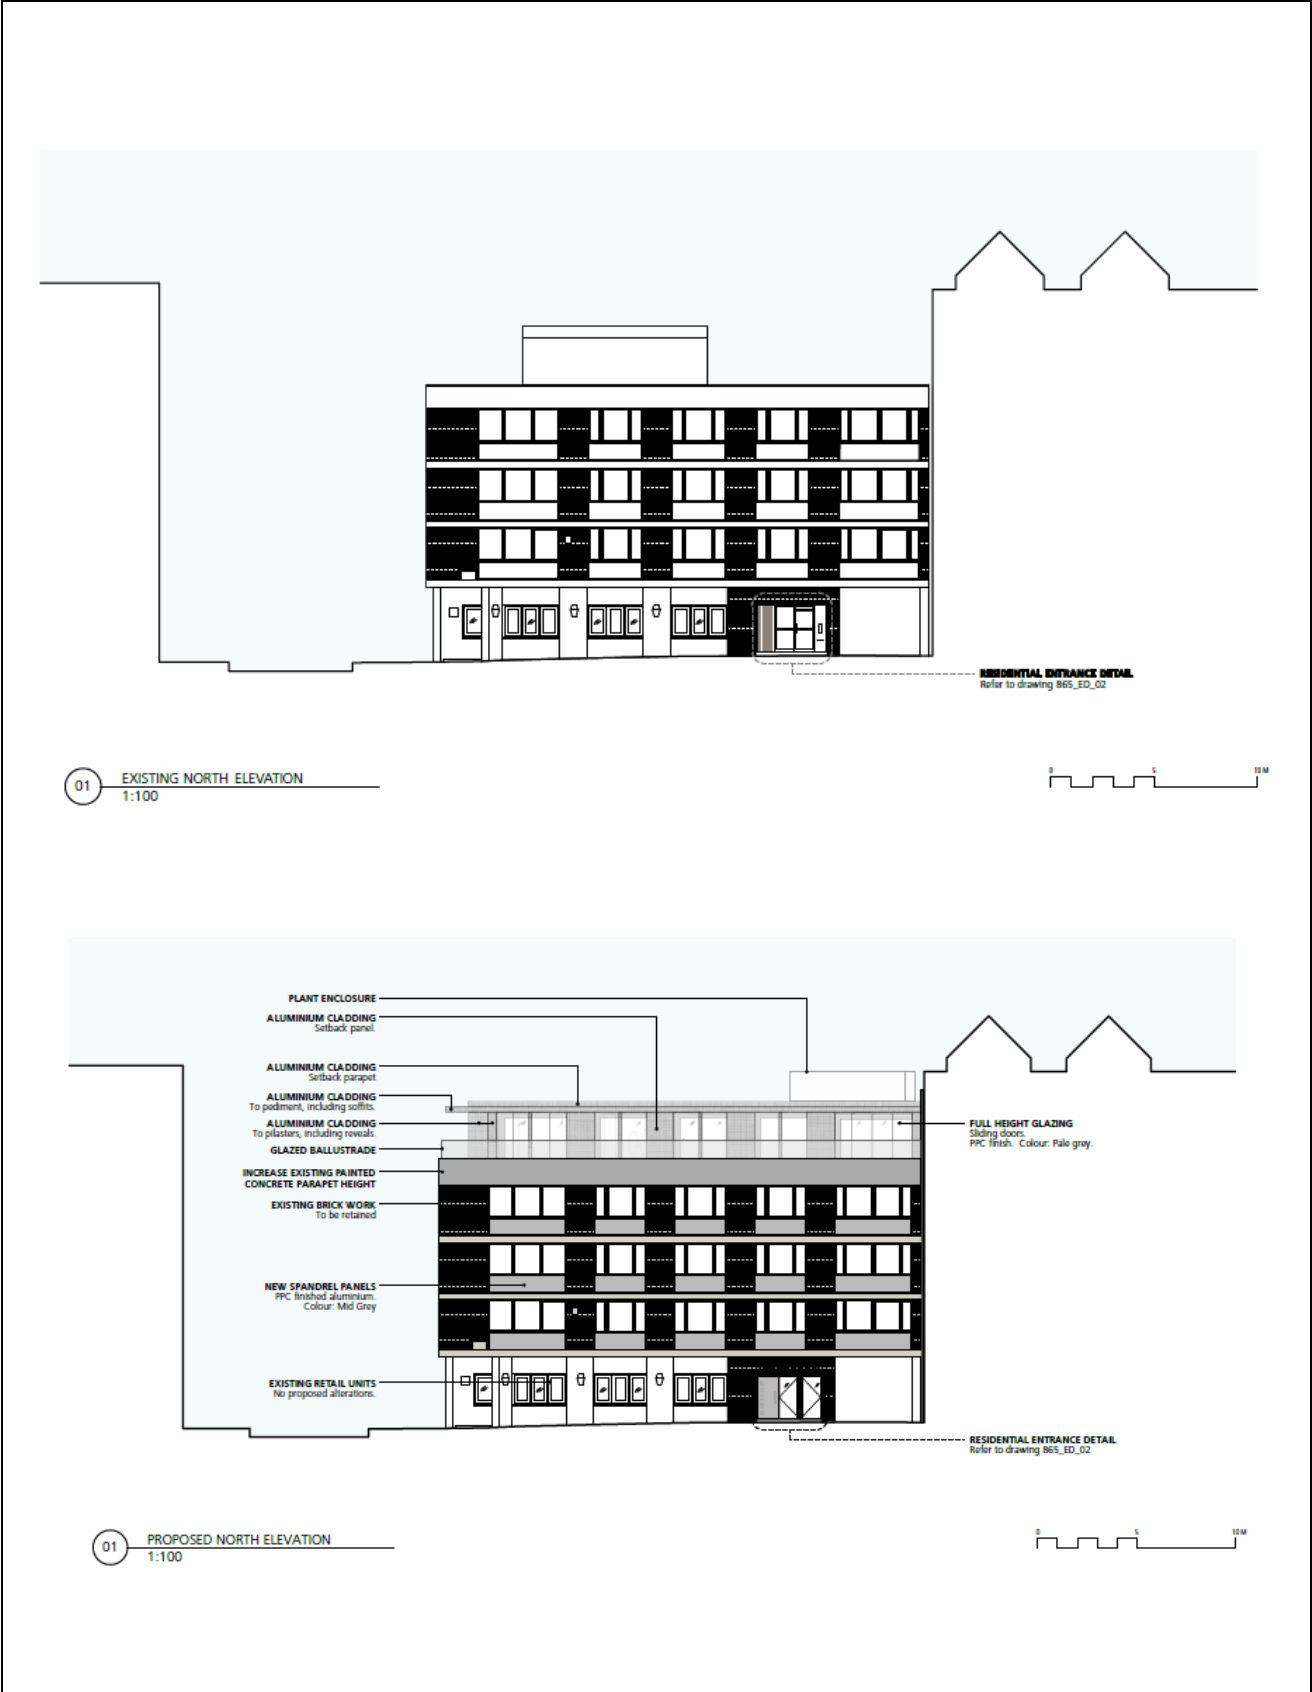 RESIDENTIAL ENTRANCE DETAIL
Refer to drawing 865_ED_02
01
EXISTING NORTH ELEVATION
1:100
0 5 10M
PLANT ENCLOSURE
ALUMINIUM CLADDING
Setback panel.
ALUMINIUM CLADDING
Setback parapet
ALUMINIUM CLADDING
To pediment, including soffits.
ALUMINIUM CLADDING
To pilasters, including reveals.
GLAZED BALLUSTRADE
INCREASE EXISTING PAINTED
CONCRETE PARAPET HEIGHT
EXISTING BRICK WORK
To be retained
NEW SPANDREL PANELS
PPC finished aluminium.
Colour: Mid Grey
EXISTING RETAIL UNITS
No proposed alterations.
FULL HEIGHT GLAZING
Sliding doors.
PPC finish. Colour: Pale grey.
RESIDENTIAL ENTRANCE DETAIL
Refer to drawing 865_ED_02
01
PROPOSED NORTH ELEVATION
1:100
0 5 10M